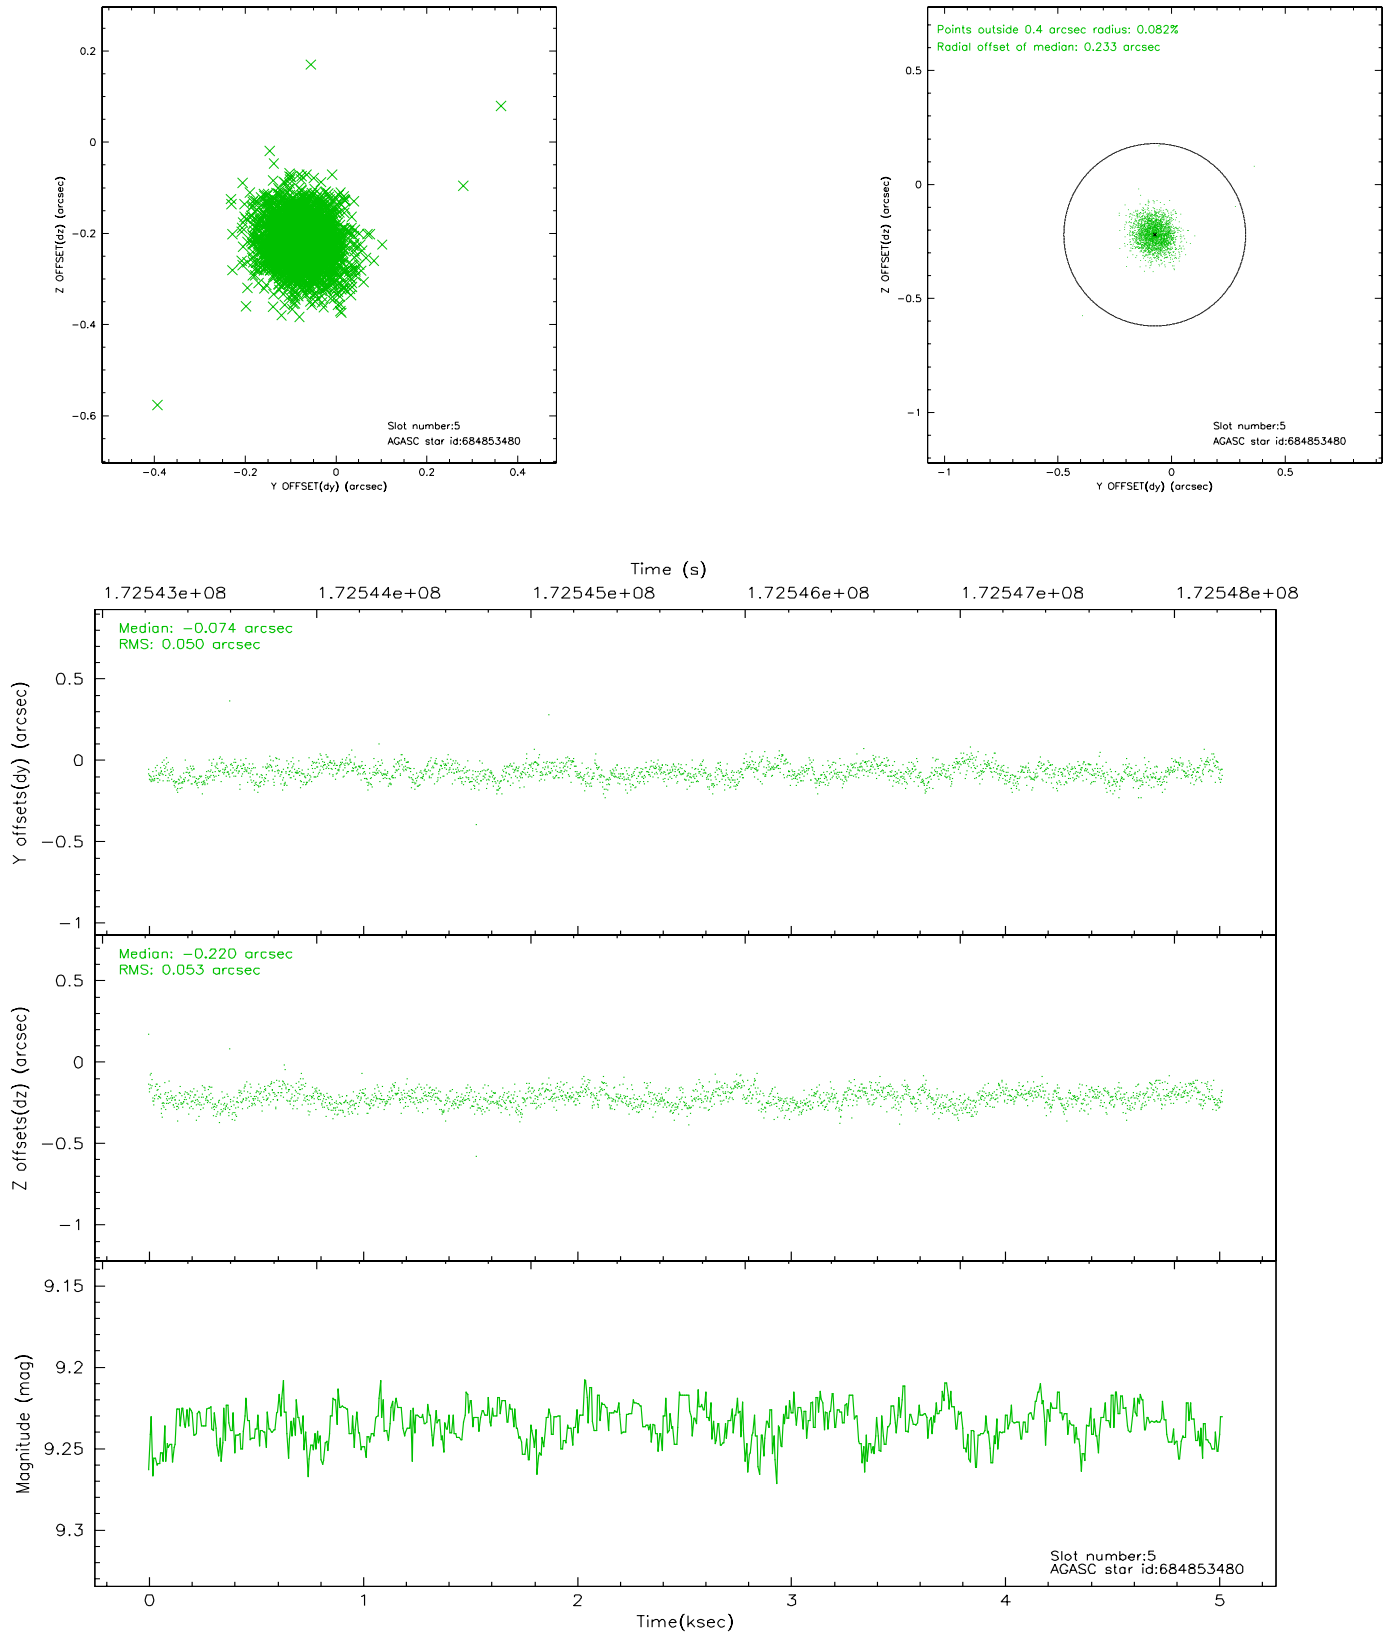 0.2
0
−0.2
−0.4
−0.6
−0.4
−0.2
0
0.2
0.4
Z OFFSET(dz) (arcsec)
Y OFFSET(dy) (arcsec)
Slot number:5
AGASC star id:684853480
Points outside 0.4 arcsec radius: 0.082%
Radial offset of median: 0.233 arcsec
0.5
0
−0.5
−1
−1
−0.5
0
0.5
Z OFFSET(dz) (arcsec)
Y OFFSET(dy) (arcsec)
Slot number:5
AGASC star id:684853480
Time (s)
1.72543e+08
1.72544e+08
1.72545e+08
1.72546e+08
1.72547e+08
1.72548e+08
Median: −0.074 arcsec
RMS: 0.050 arcsec
0.5
0
−0.5
−1
Y offsets(dy) (arcsec)
Median: −0.220 arcsec
RMS: 0.053 arcsec
0.5
0
−0.5
−1
Z offsets(dz) (arcsec)
9.15
9.2
9.25
9.3
Magnitude (mag)
Slot number:5
AGASC star id:684853480
0
1
2
3
4
5
Time(ksec)